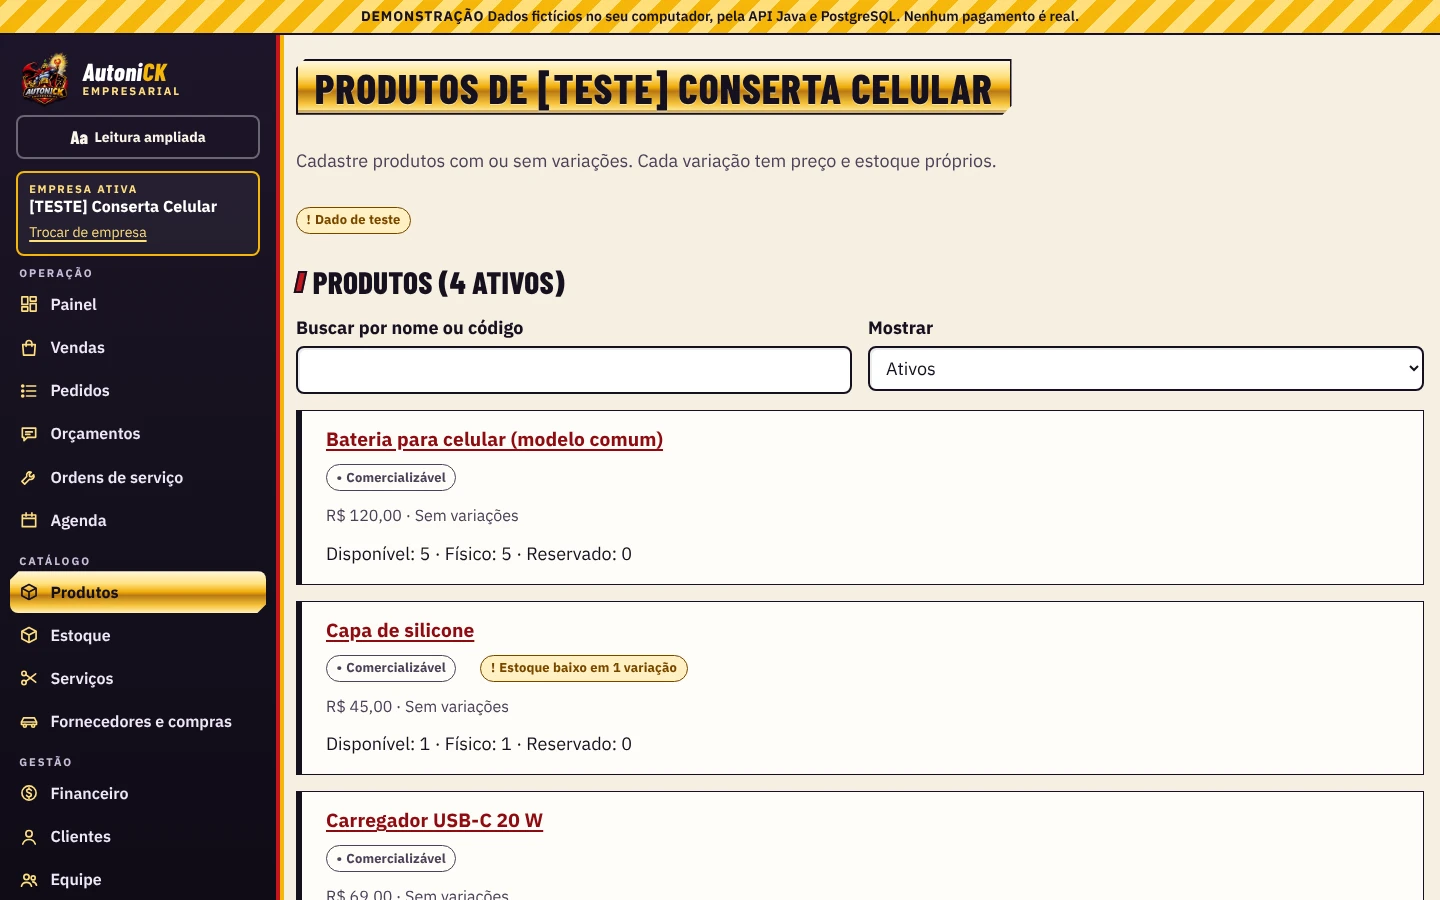 DEMONSTRAÇÃO Dados fictícios no seu computador, pela API Java e PostgreSQL. Nenhum pagamento é real.
AUTONICK
AutoniCK
EMPRESARIAL
Aa Leitura ampliada
EMPRESA ATIVA
[TESTE] Conserta Celular
Trocar de empresa
OPERAÇÃO
Painel
Vendas
Pedidos
Orçamentos
Ordens de serviço
Agenda
CATÁLOGO
Produtos
Estoque
Serviços
Fornecedores e compras
GESTÃO
Financeiro
Clientes
Equipe
PRODUTOS DE [TESTE] CONSERTA CELULAR
Cadastre produtos com ou sem variações. Cada variação tem preço e estoque próprios.
! Dado de teste
PRODUTOS (4 ATIVOS)
Buscar por nome ou código
Mostrar
Ativos
Bateria para celular (modelo comum)
• Comercializável
R$ 120,00 · Sem variações
Disponível: 5 · Físico: 5 · Reservado: 0
Capa de silicone
• Comercializável
! Estoque baixo em 1 variação
R$ 45,00 · Sem variações
Disponível: 1 · Físico: 1 · Reservado: 0
Carregador USB-C 20 W
• Comercializável
R$ 69,00 · Sem variações